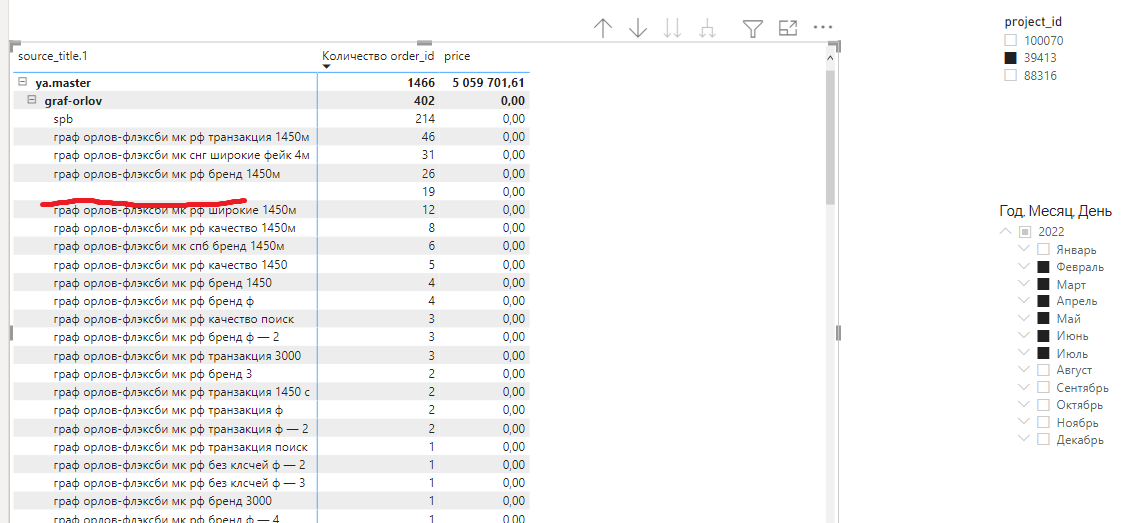 source_title.1 Количество order_id price
ya.master 1466 5 059 701,61
graf-orlov 402 0,00
spb 214 0,00
граф орлов-флэксби мк рф транзакция 1450м 46 0,00
граф орлов-флэксби мк снг широкие фейк 4м 31 0,00
граф орлов-флэксби мк рф бренд 1450м 26 0,00
19 0,00
граф орлов-флэксби мк рф широкие 1450м 12 0,00
граф орлов-флэксби мк рф качество 1450м 8 0,00
граф орлов-флэксби мк спб бренд 1450м 6 0,00
граф орлов-флэксби мк рф качество 1450 5 0,00
граф орлов-флэксби мк рф бренд 1450 4 0,00
граф орлов-флэксби мк рф бренд ф 4 0,00
граф орлов-флэксби мк рф качество поиск 3 0,00
граф орлов-флэксби мк рф бренд ф — 2 3 0,00
граф орлов-флэксби мк рф транзакция 3000 3 0,00
граф орлов-флэксби мк рф бренд 3 2 0,00
граф орлов-флэксби мк рф транзакция 1450 с 2 0,00
граф орлов-флэксби мк рф транзакция ф 2 0,00
граф орлов-флэксби мк рф транзакция ф — 2 2 0,00
граф орлов-флэксби мк рф транзакция поиск 1 0,00
граф орлов-флэксби мк рф без клсчей ф — 2 1 0,00
граф орлов-флэксби мк рф без клсчей ф — 3 1 0,00
граф орлов-флэксби мк рф бренд 3000 1 0,00
граф орлов-флэксби мк рф бренд ф — 4 1 0,00
project_id
100070
39413
88316
Год, Месяц, День
2022
Январь
Февраль
Март
Апрель
Май
Июнь
Июль
Август
Сентябрь
Октябрь
Ноябрь
Декабрь